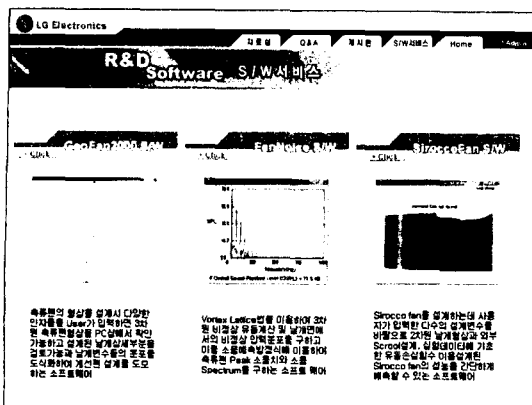 LG Electronics
자료실 Q&A 게시판 S/W서비스 Home Admin
R&D
Software S/W서비스
GeoFan2000 S/W
FanNoise S/W
SiroccoFan S/W
Click
Click
Click
SPL
Frequency(Hz)
축류팬의 형상을 설계시 다양한
인자들을 User가 입력하면 3차
원 축류팬형상을 PC상에서 확인
가능하고 설계된 날개상세부분을
검토가능과 날개변수들의 분포를
도식화하여 개선팬 설계를 도모
하는 소프트웨어
Vortex Lattice법를 이용하여 3차
원 비정상 유동계산 및 날개면에
서의 비정상 압력분포를 구하고
이를 소음예측방정식에 이용하여
축류팬 Peak 소음치와 소음
Spectrum를 구하는 소프트 웨어
Sirocco fan를 설계하는데 사용
자가 입력한 다수의 설계변수를
바탕으로 2차원 날개형상과 외부
Scroll설계, 실험데이타에 기초
한 유동손실할수 이용설계된
Sirocco fan의 성능를 간단하게
예측할 수 있는 소프트웨어